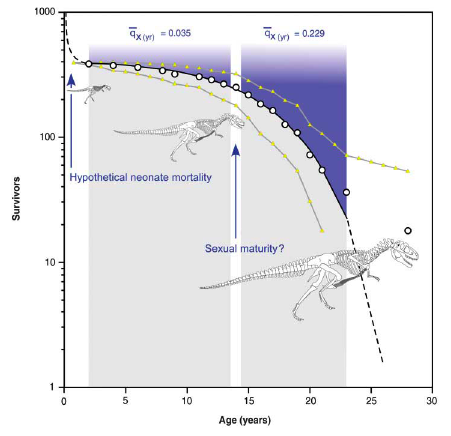 1000
q̅x (yr) = 0.035
q̅x (yr) = 0.229
100
Hypothetical neonate mortality
Survivors
Sexual maturity?
10
1
0
5
10
15
20
25
30
Age (years)